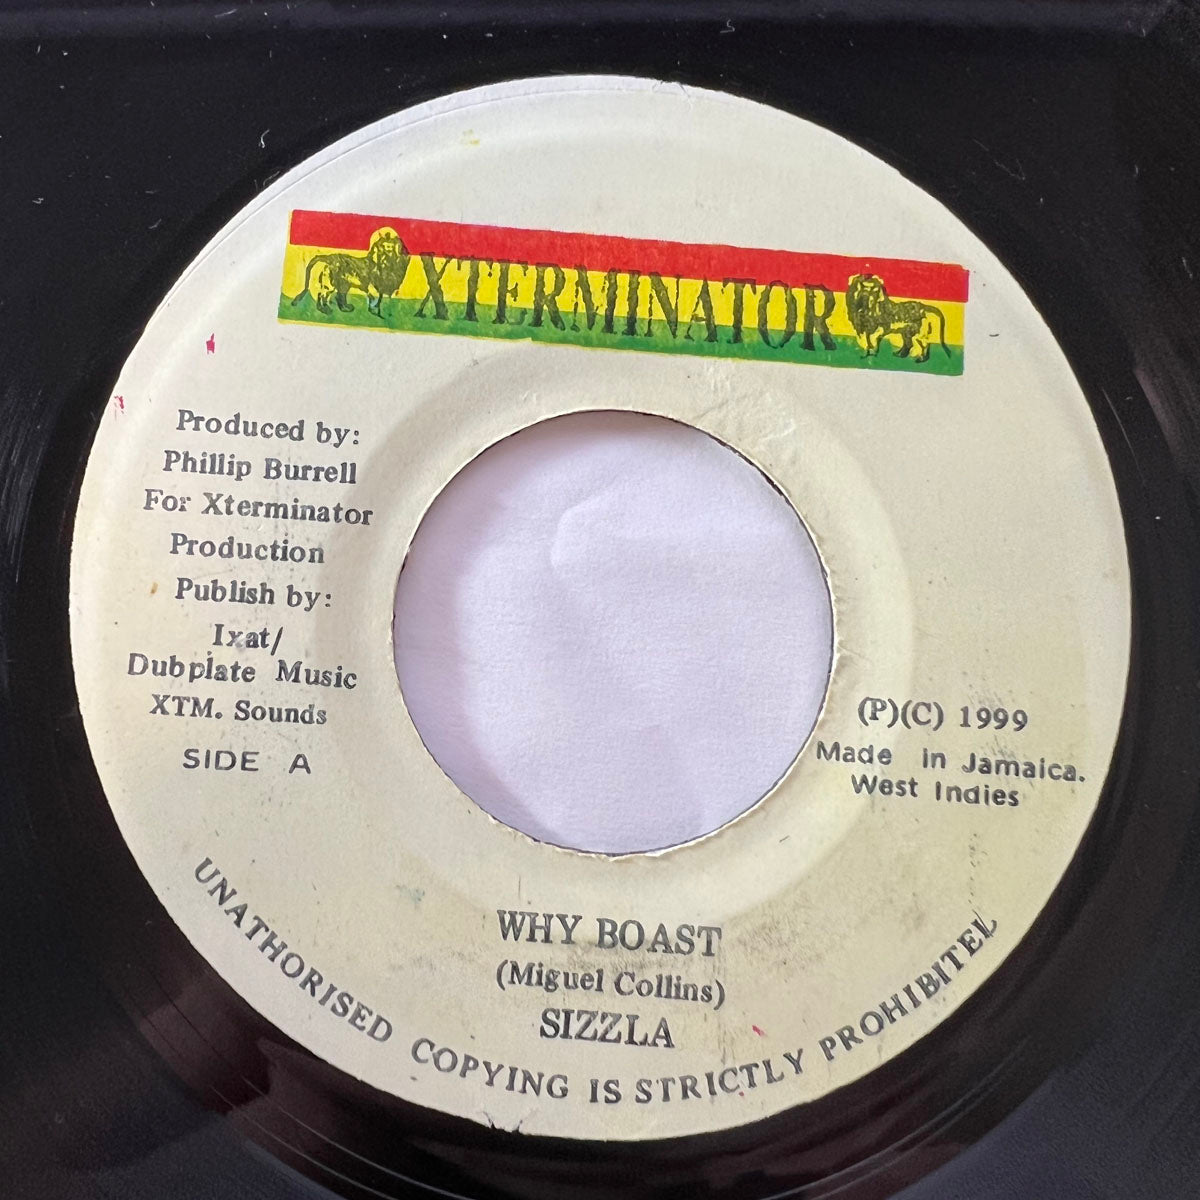 XTERMINATOR
Produced by:
Phillip Burrell
For Xterminator
Production
Publish by:
Ixat/
Dubplate Music
XTM. Sounds
SIDE A
(P)(C) 1999
Made in Jamaica.
West Indies
WHY BOAST
(Miguel Collins)
SIZZLA
UNATHORISED COPYING IS STRICTLY PROHIBITEL